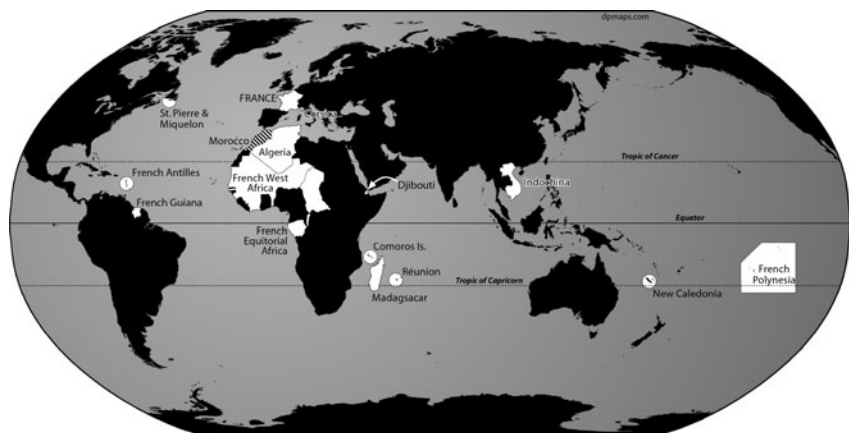 dpmaps.com
FRANCE
Corsica
St. Pierre &
Miquelon
Morocco
Algeria
Tropic of Cancer
French Antilles
French West
Africa
Djibouti
Indochina
French Guiana
Equator
French
Equitorial
Africa
Comoros Is.
Réunion
Madagsacar
Tropic of Capricorn
New Caledonia
French
Polynesia